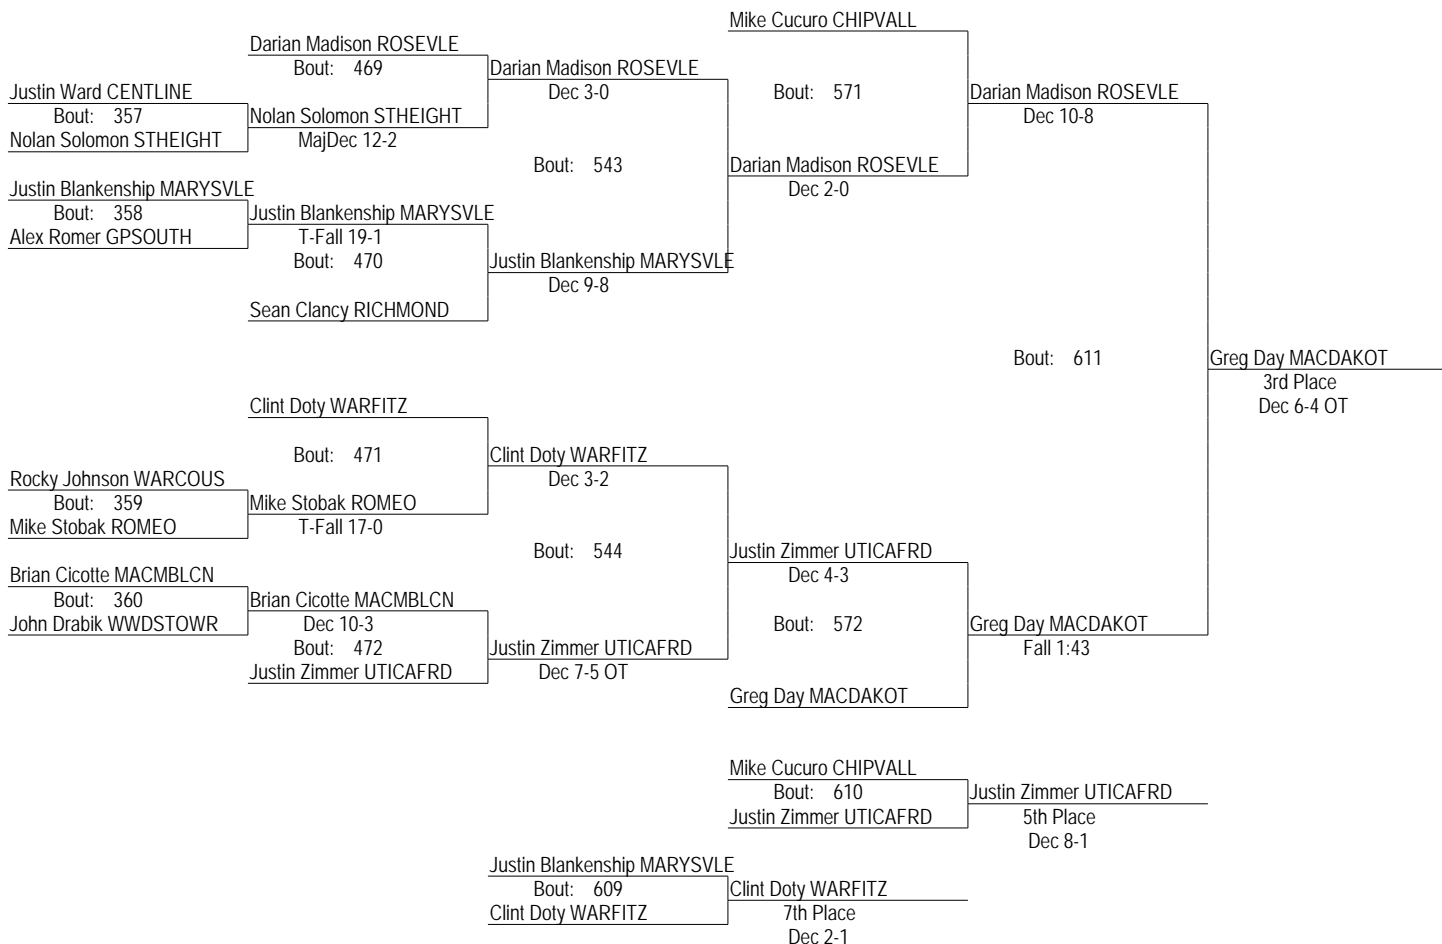 Mike Cucuro CHIPVALL
Darian Madison ROSEVLE
Bout: 469
Darian Madison ROSEVLE
Justin Ward CENTLINE
Dec 3-0
Bout: 571
Darian Madison ROSEVLE
Bout: 357
Nolan Solomon STHEIGHT
Dec 10-8
Nolan Solomon STHEIGHT
MajDec 12-2
Bout: 543
Darian Madison ROSEVLE
Justin Blankenship MARYSVLE
Dec 2-0
Bout: 358
Justin Blankenship MARYSVLE
Alex Romer GPSOUTH
T-Fall 19-1
Bout: 470
Justin Blankenship MARYSVLE
Dec 9-8
Sean Clancy RICHMOND
Bout: 611
Greg Day MACDAKOT
3rd Place
Dec 6-4 OT
Clint Doty WARFITZ
Bout: 471
Clint Doty WARFITZ
Rocky Johnson WARCOUS
Dec 3-2
Bout: 359
Mike Stobak ROMEO
Mike Stobak ROMEO
T-Fall 17-0
Bout: 544
Justin Zimmer UTICAFRD
Brian Cicotte MACMBLCN
Dec 4-3
Bout: 360
Brian Cicotte MACMBLCN
John Drabik WWDSTOWR
Dec 10-3
Bout: 572
Greg Day MACDAKOT
Bout: 472
Justin Zimmer UTICAFRD
Fall 1:43
Justin Zimmer UTICAFRD
Dec 7-5 OT
Greg Day MACDAKOT
Mike Cucuro CHIPVALL
Bout: 610
Justin Zimmer UTICAFRD
Justin Zimmer UTICAFRD
5th Place
Dec 8-1
Justin Blankenship MARYSVLE
Bout: 609
Clint Doty WARFITZ
Clint Doty WARFITZ
7th Place
Dec 2-1